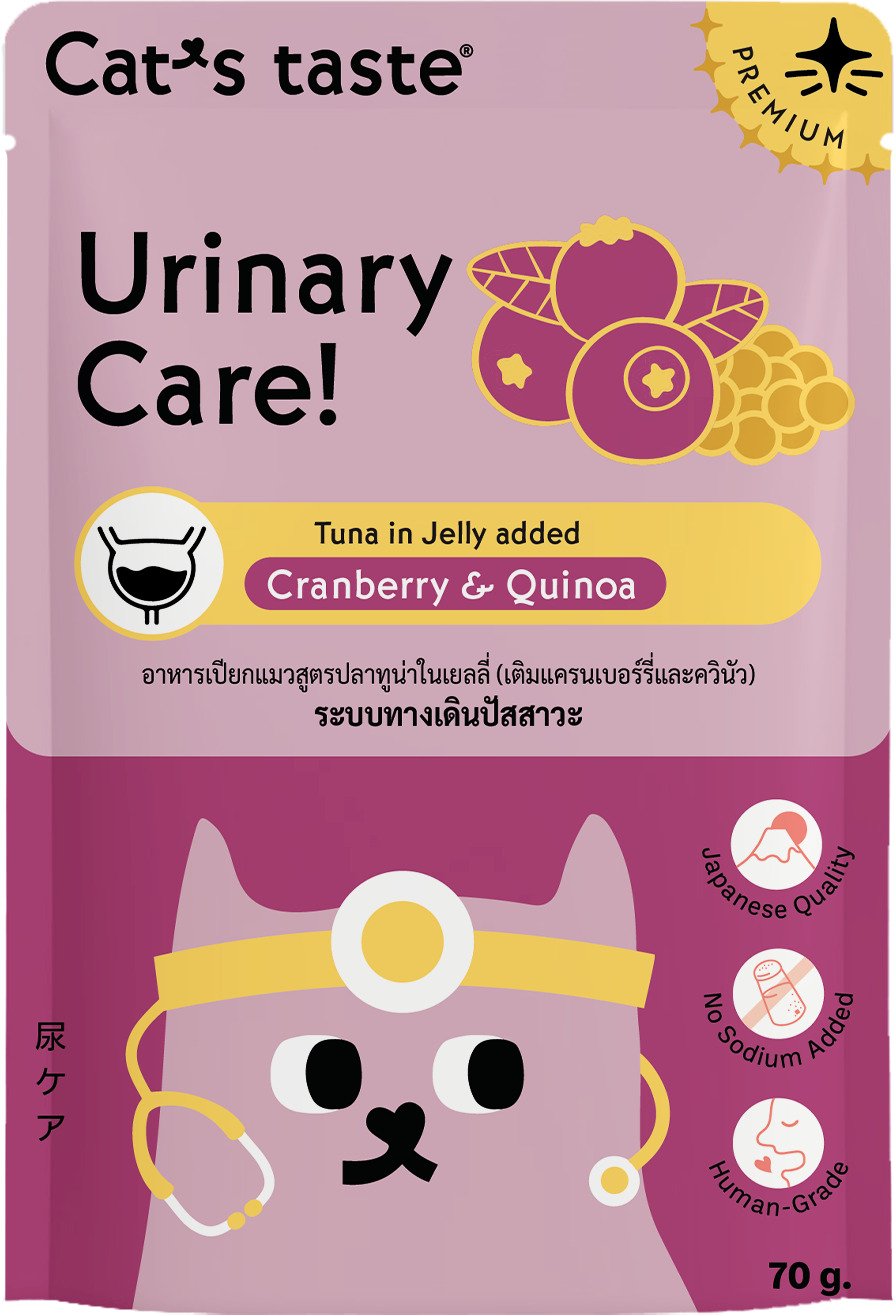 Cat's taste®
PREMIUM
Urinary
Care!
Tuna in Jelly added
Cranberry & Quinoa
อาหารเปียกแมวสูตรปลาทูน่าในเยลลี่ (เติมแครนเบอร์รี่และควินัว)
ระบบทางเดินปัสสาวะ
Japanese Quality
No Sodium Added
Human-Grade
尿ケア
70 g.